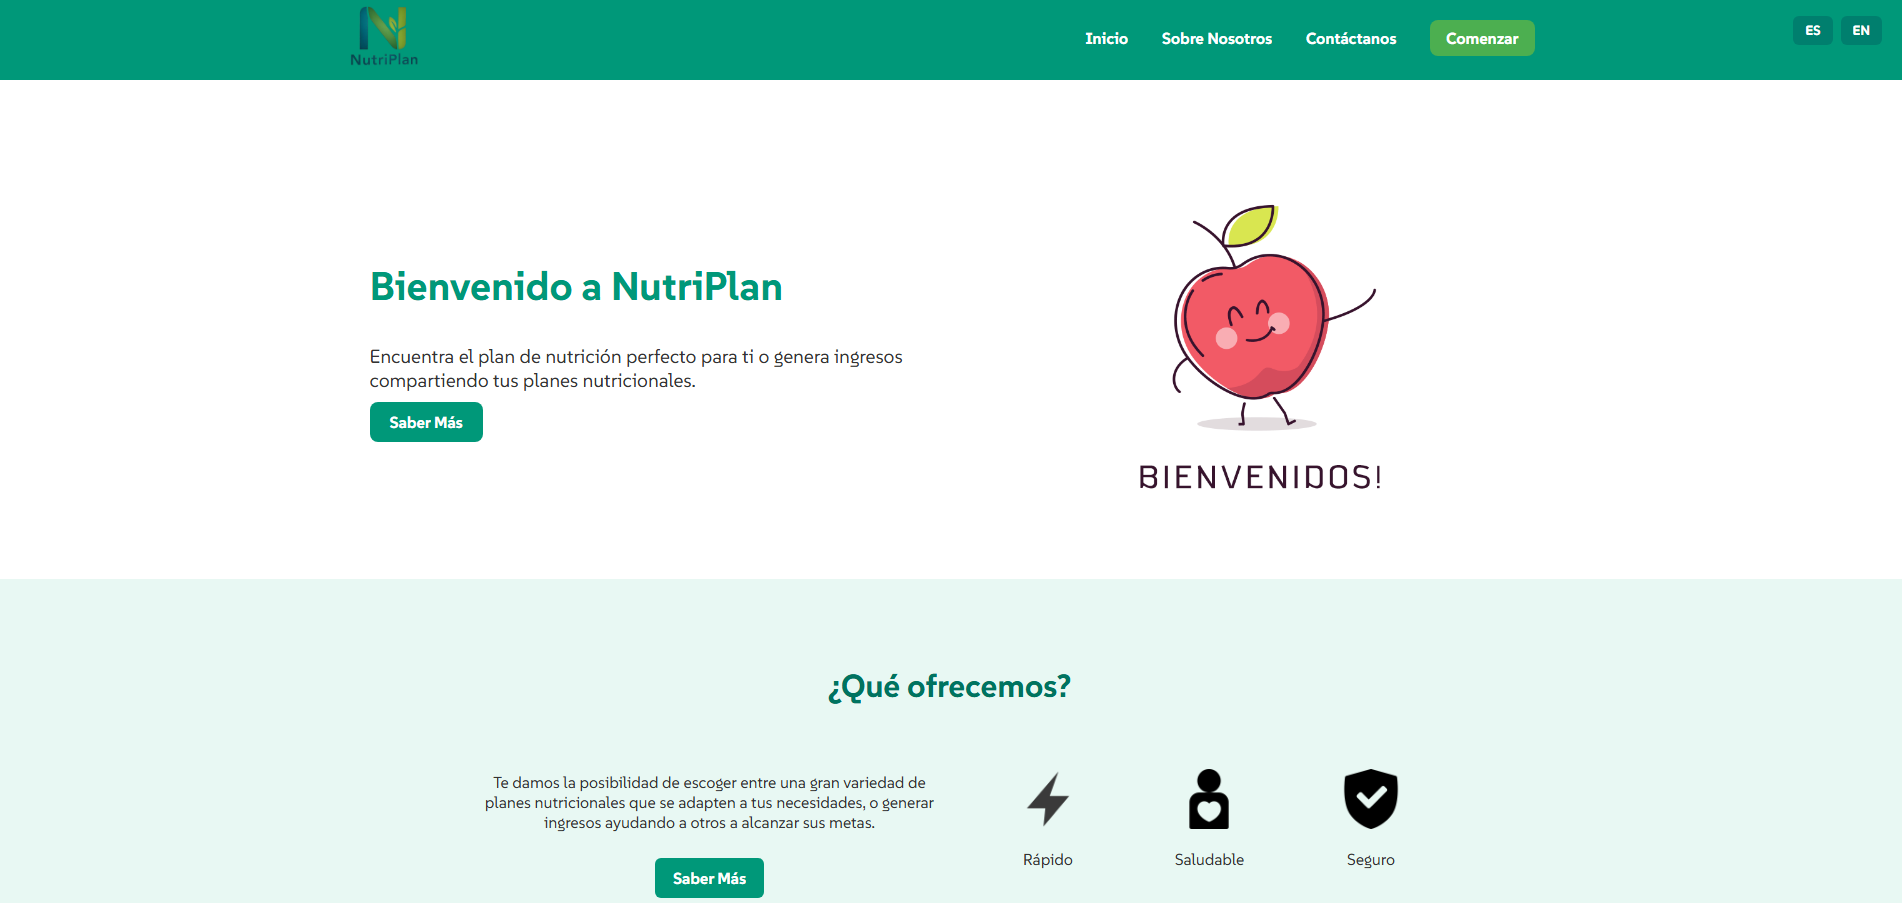 NutriPlan
Inicio
Sobre Nosotros
Contáctanos
Comenzar
ES
EN
Bienvenido a NutriPlan
Encuentra el plan de nutrición perfecto para ti o genera ingresos
compartiendo tus planes nutricionales.
Saber Más
BIENVENIDOS!
¿Qué ofrecemos?
Te damos la posibilidad de escoger entre una gran variedad de
planes nutricionales que se adapten a tus necesidades, o generar
ingresos ayudando a otros a alcanzar sus metas.
Saber Más
Rápido
Saludable
Seguro